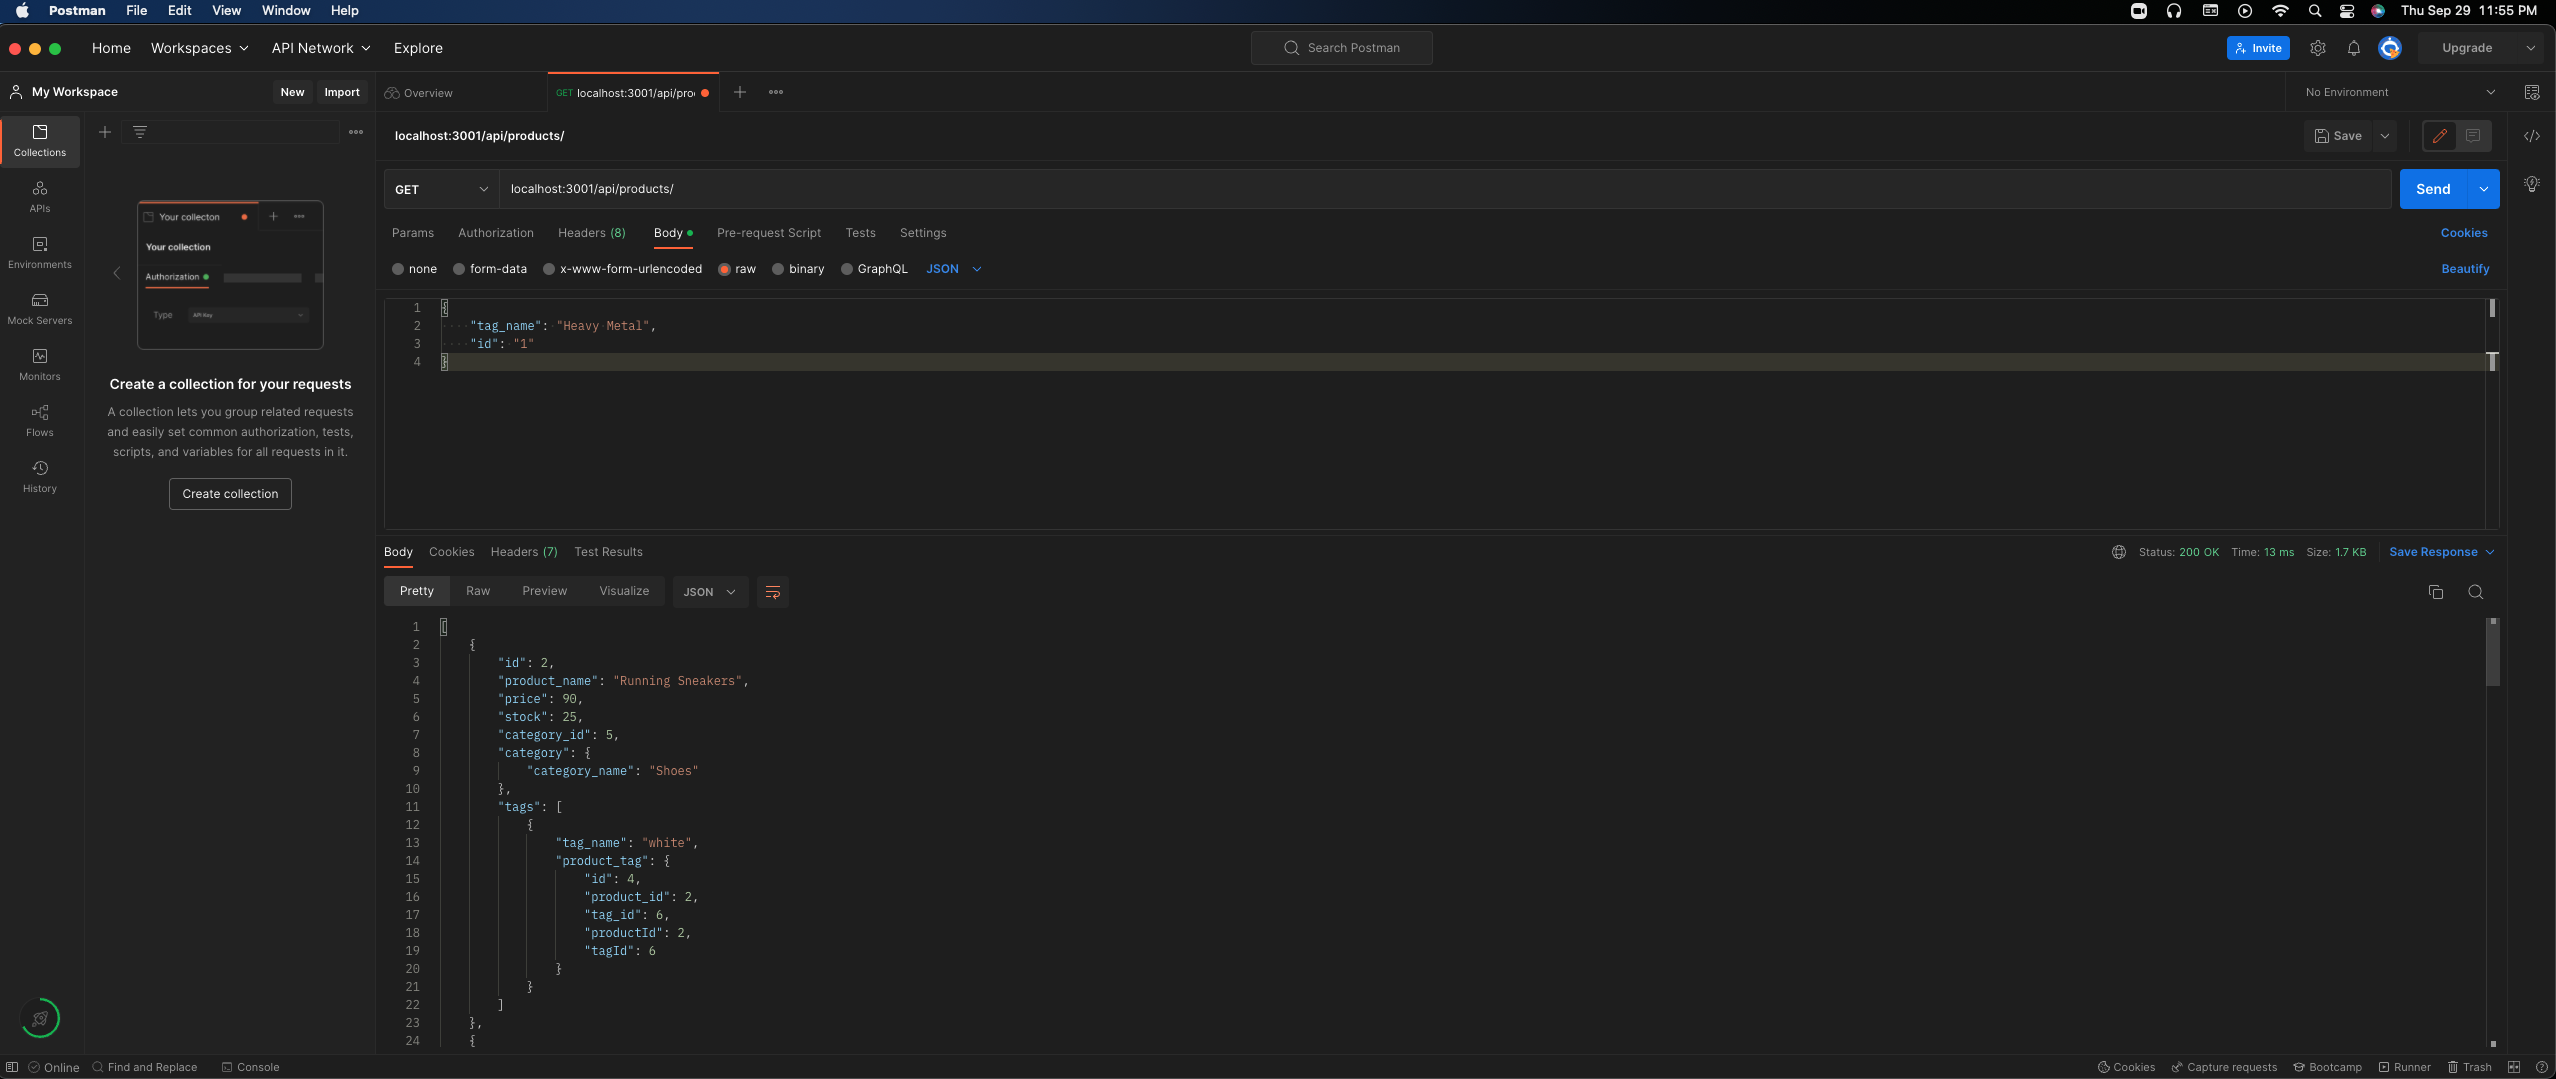 Postman File Edit View Window Help Thu Sep 29 11:55 PM
Home Workspaces API Network Explore Search Postman Invite Upgrade
My Workspace New Import Overview GET localhost:3001/api/pro No Environment
localhost:3001/api/products/ Save
Collections
APIs
Environments
Mock Servers
Monitors
Flows
History
Your collecton
Your collection
Authorization
Type API Key
Create a collection for your requests
A collection lets you group related requests
and easily set common authorization, tests,
scripts, and variables for all requests in it.
Create collection
GET localhost:3001/api/products/ Send
Params Authorization Headers (8) Body Pre-request Script Tests Settings Cookies
none form-data x-www-form-urlencoded raw binary GraphQL JSON Beautify
1 {
2 "tag_name": "Heavy Metal",
3 "id": "1"
4 }
Body Cookies Headers (7) Test Results Status: 200 OK Time: 13 ms Size: 1.7 KB Save Response
Pretty Raw Preview Visualize JSON
1 [
2 {
3 "id": 2,
4 "product_name": "Running Sneakers",
5 "price": 90,
6 "stock": 25,
7 "category_id": 5,
8 "category": {
9 "category_name": "Shoes"
10 },
11 "tags": [
12 {
13 "tag_name": "white",
14 "product_tag": {
15 "id": 4,
16 "product_id": 2,
17 "tag_id": 6,
18 "productId": 2,
19 "tagId": 6
20 }
21 }
22 ]
23 },
24 {
Online Find and Replace Console Cookies Capture requests Bootcamp Runner Trash